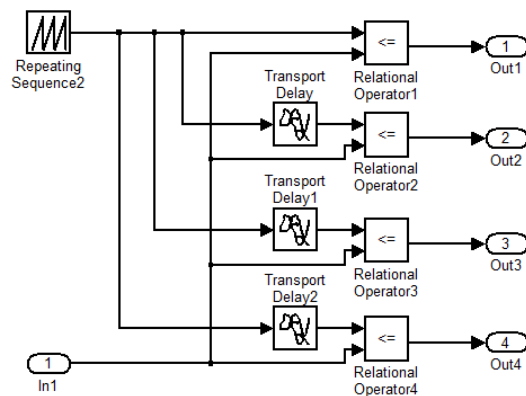 Repeating
Sequence2
<=
Relational
Operator1
1
Out1
Transport
Delay
<=
Relational
Operator2
2
Out2
Transport
Delay1
<=
Relational
Operator3
3
Out3
Transport
Delay2
<=
Relational
Operator4
4
Out4
1
In1